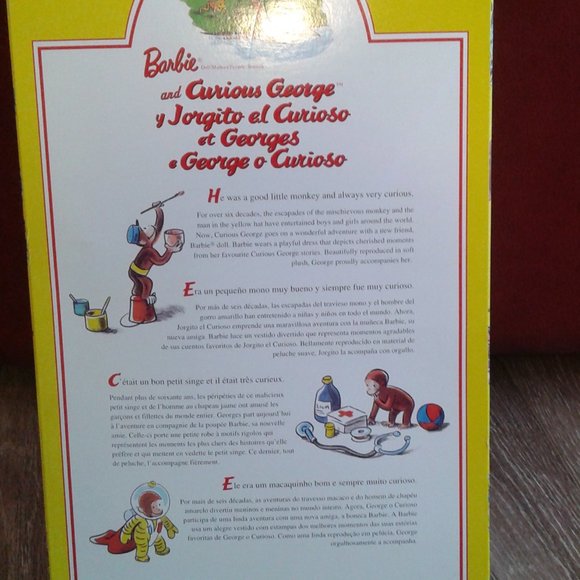 Barbie
and Curious George™
y Jorgito el Curioso
et Georges
e George o Curioso
He was a good little monkey and always very curious.
For over six decades, the escapades of the mischievous monkey and the
man in the yellow hat have entertained boys and girls around the world.
Now, Curious George goes on a wonderful adventure with a new friend,
Barbie® doll. Barbie wears a playful dress that depicts cherished moments
from her favourite Curious George stories. Beautifully reproduced in soft
plush, George proudly accompanies her.
Era un pequeño mono muy bueno y siempre fue muy curioso.
Por más de seis décadas, las escapadas del travieso mono y el hombre del
gorro amarillo han entretenido a niñas y niños en todo el mundo. Ahora,
Jorgito el Curioso emprende una maravillosa aventura con la muñeca Barbie, su
nueva amiga. Barbie luce un vestido divertido que representa momentos agradables
de sus cuentos favoritos de Jorgito el Curioso. Bellamente reproducido en material de
peluche suave, Jorgito la acompaña con orgullo.
C'était un bon petit singe et il était très curieux.
Pendant plus de soixante ans, les péripéties de ce malicieux
petit singe et de l'homme au chapeau jaune ont amusé les
garçons et fillettes du monde entier. Georges part aujourd'hui
à l'aventure en compagnie de la poupée Barbie, sa nouvelle
amie. Celle-ci porte une petite robe à motifs rigolos qui
représentent les moments les plus chers des histoires qu'elle
préfère et qui mettent en vedette le petit singe. Ce dernier, tout
de peluche, l'accompagne fièrement.
Ele era um macaquinho bom e sempre muito curioso.
Por mais de seis décadas, as aventuras do travesso macaco e do homem de chapéu
amarelo divertiu meninos e meninas no mundo inteiro. Agora, George o Curioso
participa de uma linda aventura com uma nova amiga, a boneca Barbie. A Barbie
usa um alegre vestido com estampas dos melhores momentos das suas estórias
favoritas de George o Curioso. Como uma linda reprodução em pelúcia, George
orgulhosamente a acompanha.